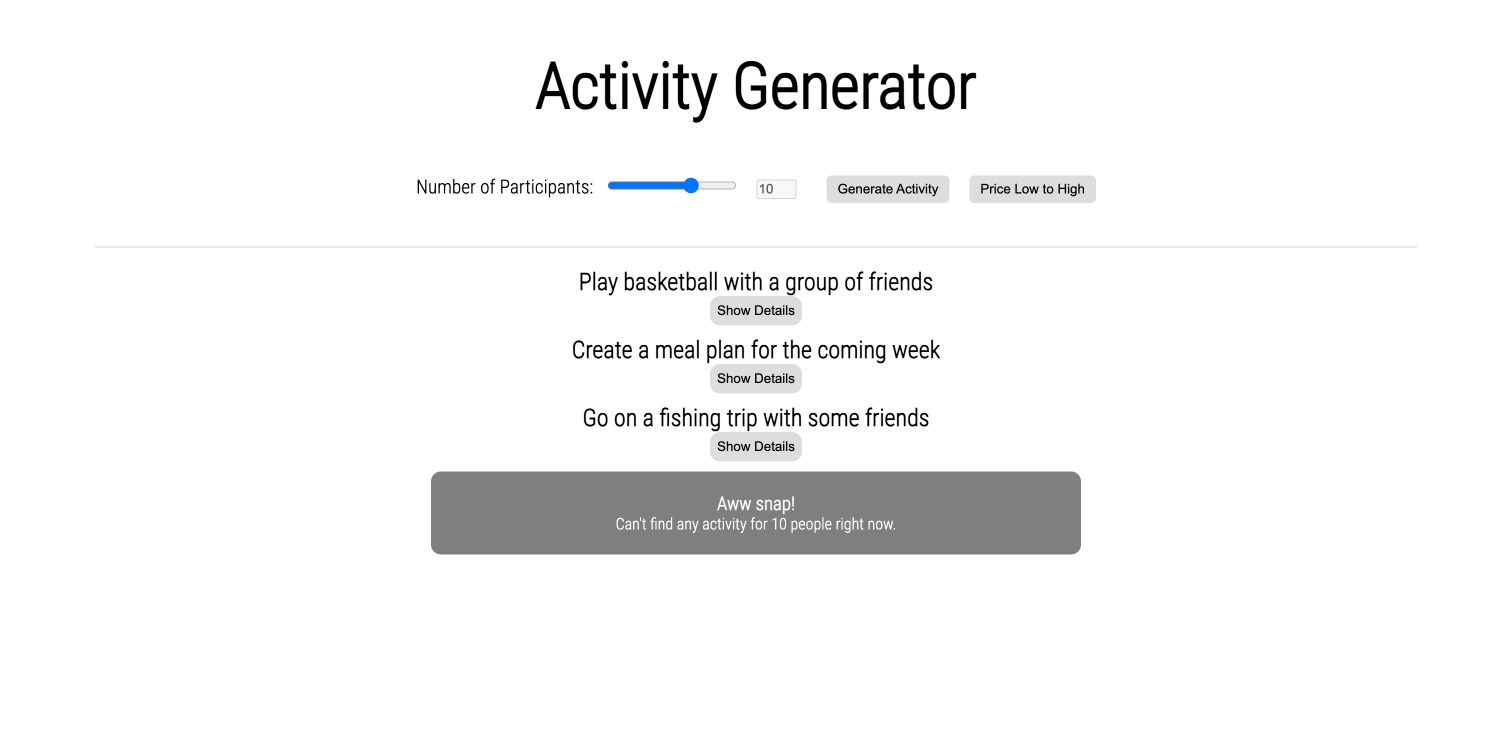 Activity Generator
Number of Participants: 10 Generate Activity Price Low to High
Play basketball with a group of friends
Show Details
Create a meal plan for the coming week
Show Details
Go on a fishing trip with some friends
Show Details
Aww snap!
Can't find any activity for 10 people right now.